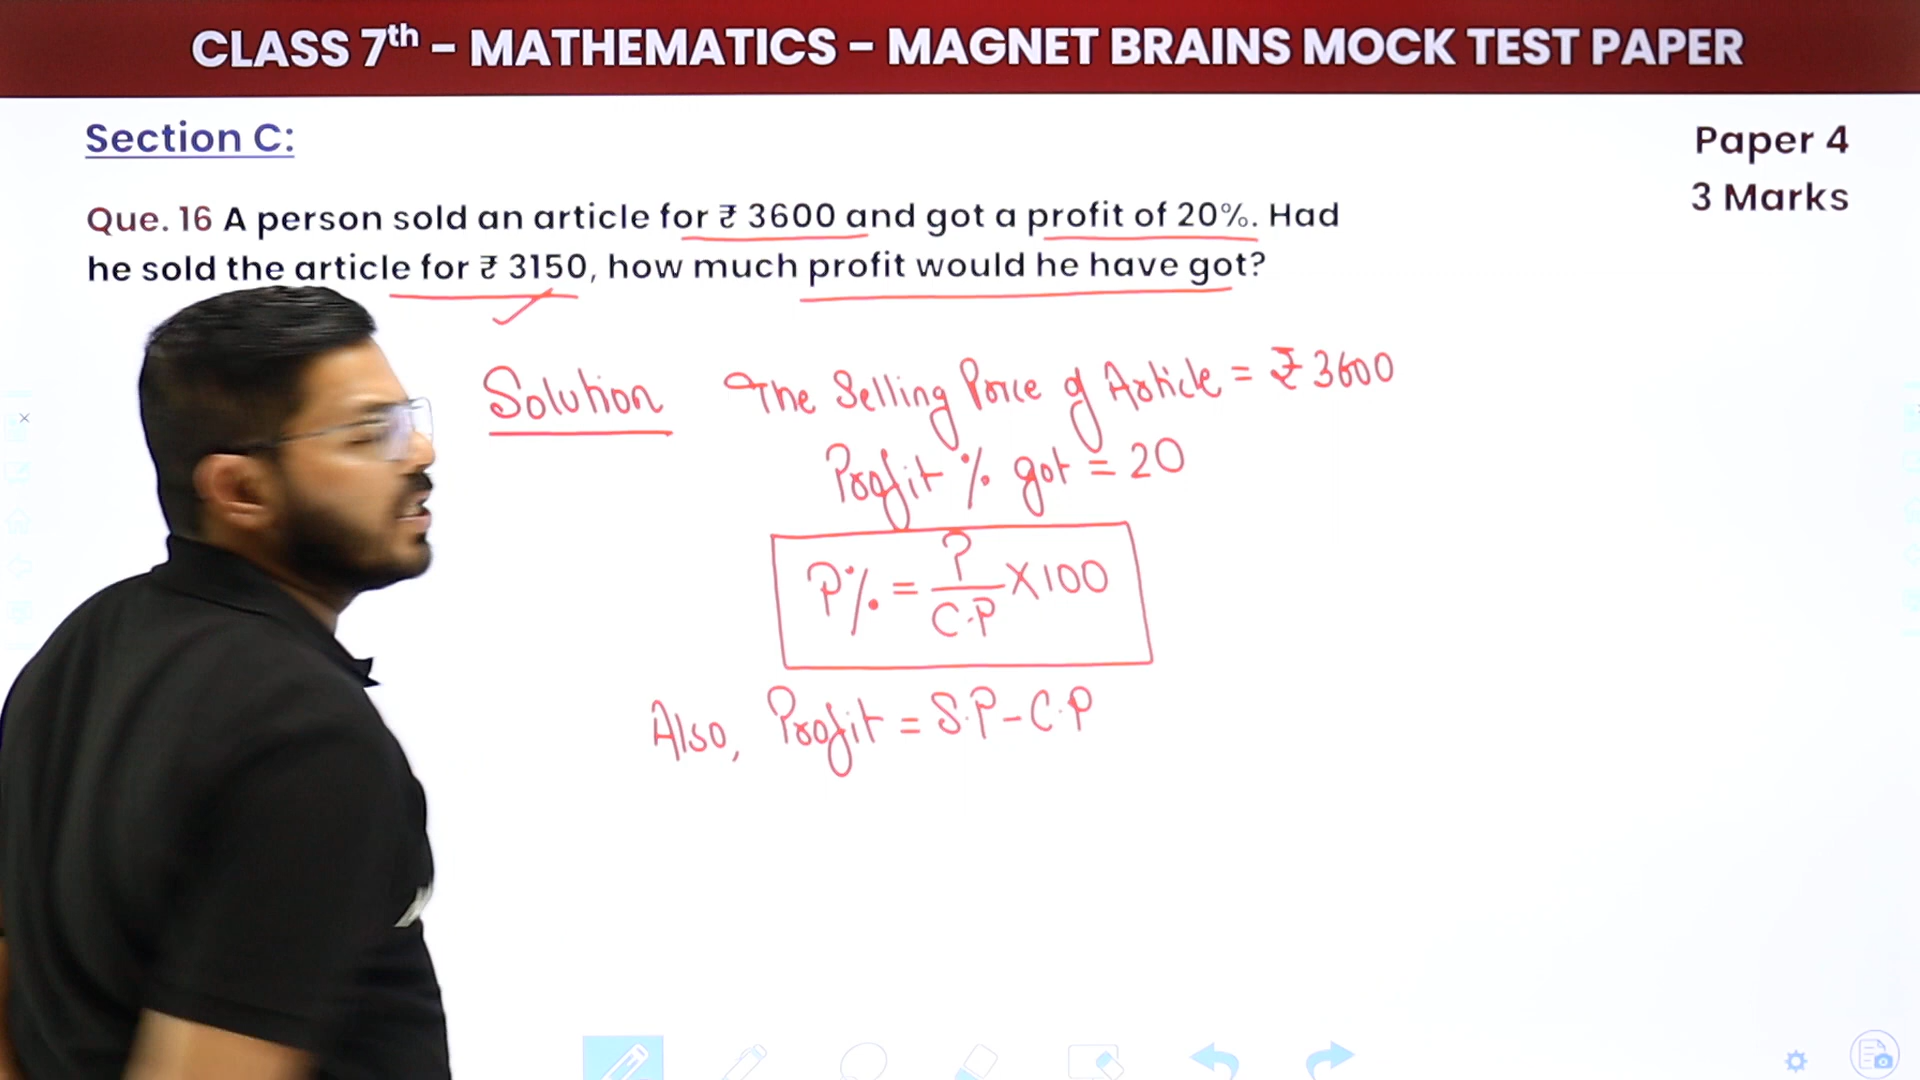 CLASS 7th – MATHEMATICS – MAGNET BRAINS MOCK TEST PAPER
Section C:
Paper 4
3 Marks
Que. 16 A person sold an article for ₹ 3600 and got a profit of 20%. Had
he sold the article for ₹ 3150, how much profit would he have got?
Solution The Selling Price of Article = ₹ 3600
Profit % got = 20
P% = P/C.P × 100
Also, Profit = S.P – C.P